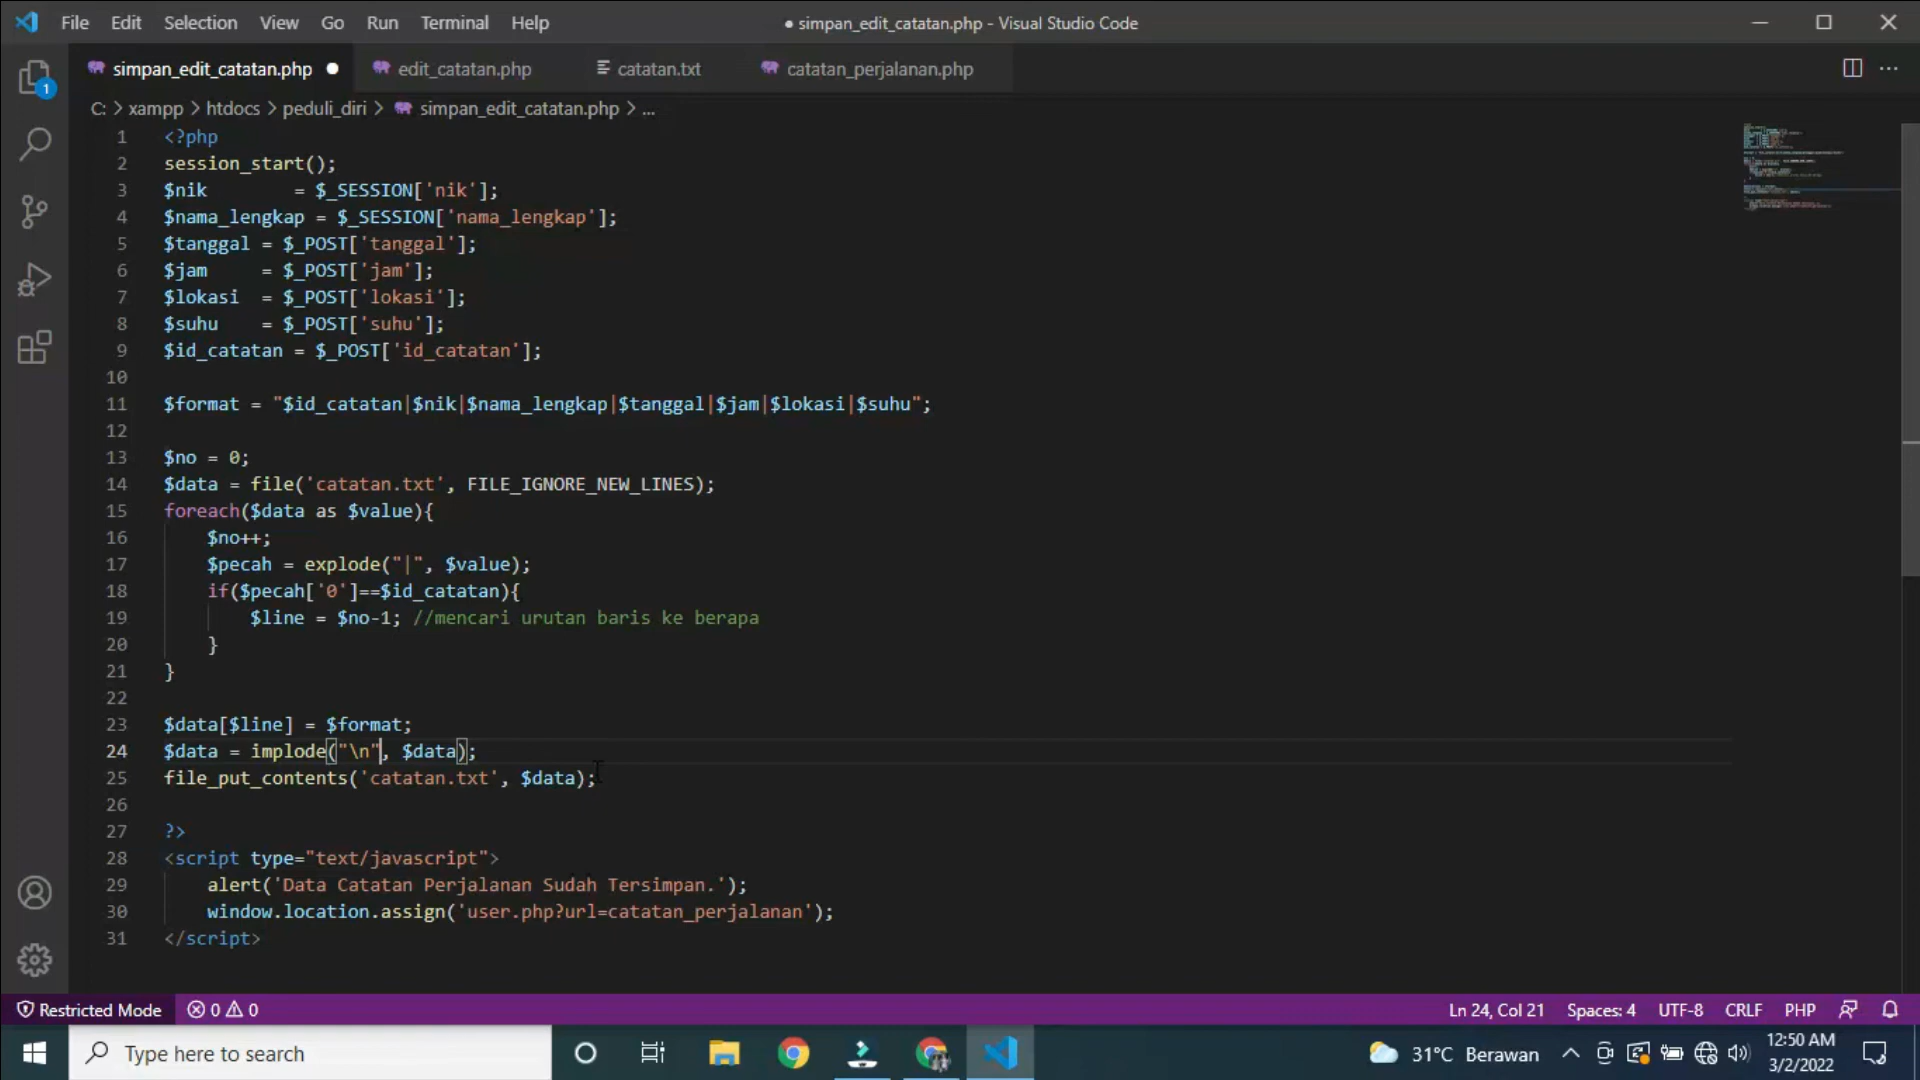 File Edit Selection View Go Run Terminal Help ● simpan_edit_catatan.php - Visual Studio Code
simpan_edit_catatan.php edit_catatan.php catatan.txt catatan_perjalanan.php
1
C: > xampp > htdocs > peduli_diri > simpan_edit_catatan.php > ...
1 <?php
2 session_start();
3 $nik        = $_SESSION['nik'];
4 $nama_lengkap = $_SESSION['nama_lengkap'];
5 $tanggal = $_POST['tanggal'];
6 $jam     = $_POST['jam'];
7 $lokasi  = $_POST['lokasi'];
8 $suhu    = $_POST['suhu'];
9 $id_catatan = $_POST['id_catatan'];
10
11 $format = "$id_catatan|$nik|$nama_lengkap|$tanggal|$jam|$lokasi|$suhu";
12
13 $no = 0;
14 $data = file('catatan.txt', FILE_IGNORE_NEW_LINES);
15 foreach($data as $value){
16     $no++;
17     $pecah = explode("|", $value);
18     if($pecah['0']==$id_catatan){
19         $line = $no-1; //mencari urutan baris ke berapa
20     }
21 }
22
23 $data[$line] = $format;
24 $data = implode("\n", $data);
25 file_put_contents('catatan.txt', $data);
26
27 ?>
28 <script type="text/javascript">
29     alert('Data Catatan Perjalanan Sudah Tersimpan.');
30     window.location.assign('user.php?url=catatan_perjalanan');
31 </script>
Restricted Mode 0 0 Ln 24, Col 21 Spaces: 4 UTF-8 CRLF PHP
Type here to search 31°C Berawan 12:50 AM
3/2/2022